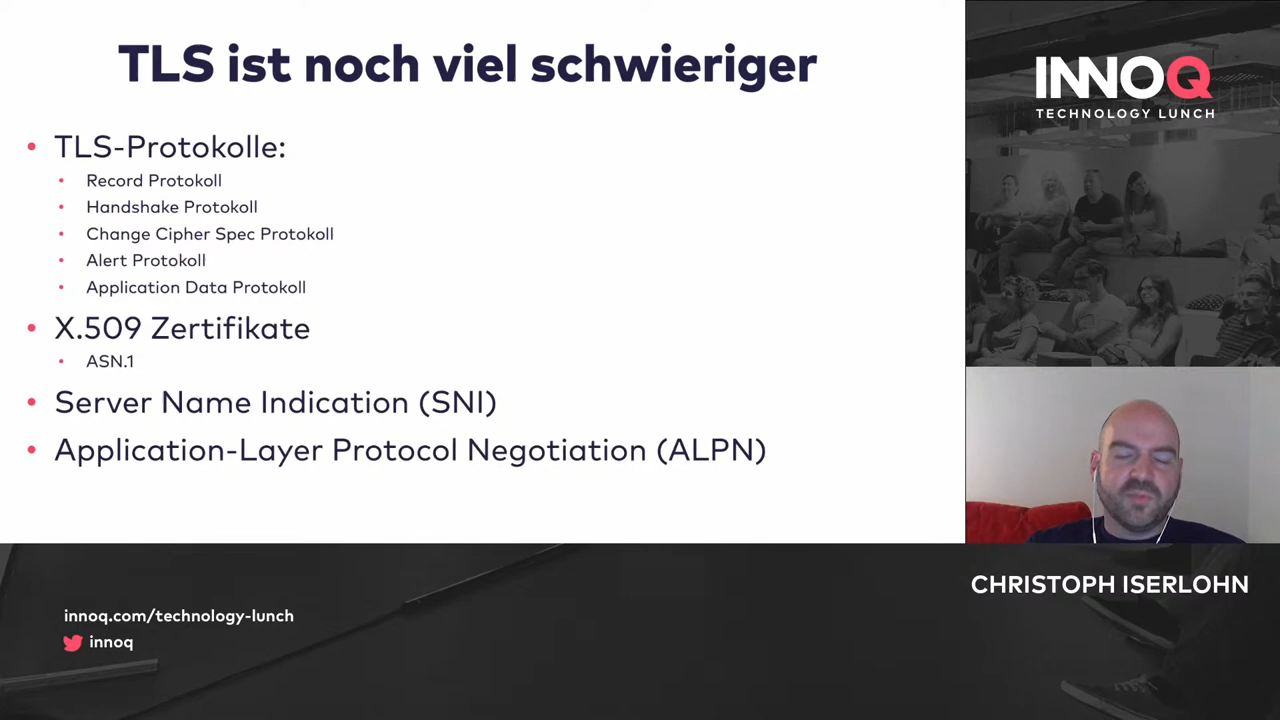 TLS ist noch viel schwieriger
• TLS-Protokolle:
• Record Protokoll
• Handshake Protokoll
• Change Cipher Spec Protokoll
• Alert Protokoll
• Application Data Protokoll
• X.509 Zertifikate
• ASN.1
• Server Name Indication (SNI)
• Application-Layer Protocol Negotiation (ALPN)
INNOQ
TECHNOLOGY LUNCH
CHRISTOPH ISERLOHN
innoq.com/technology-lunch
innoq